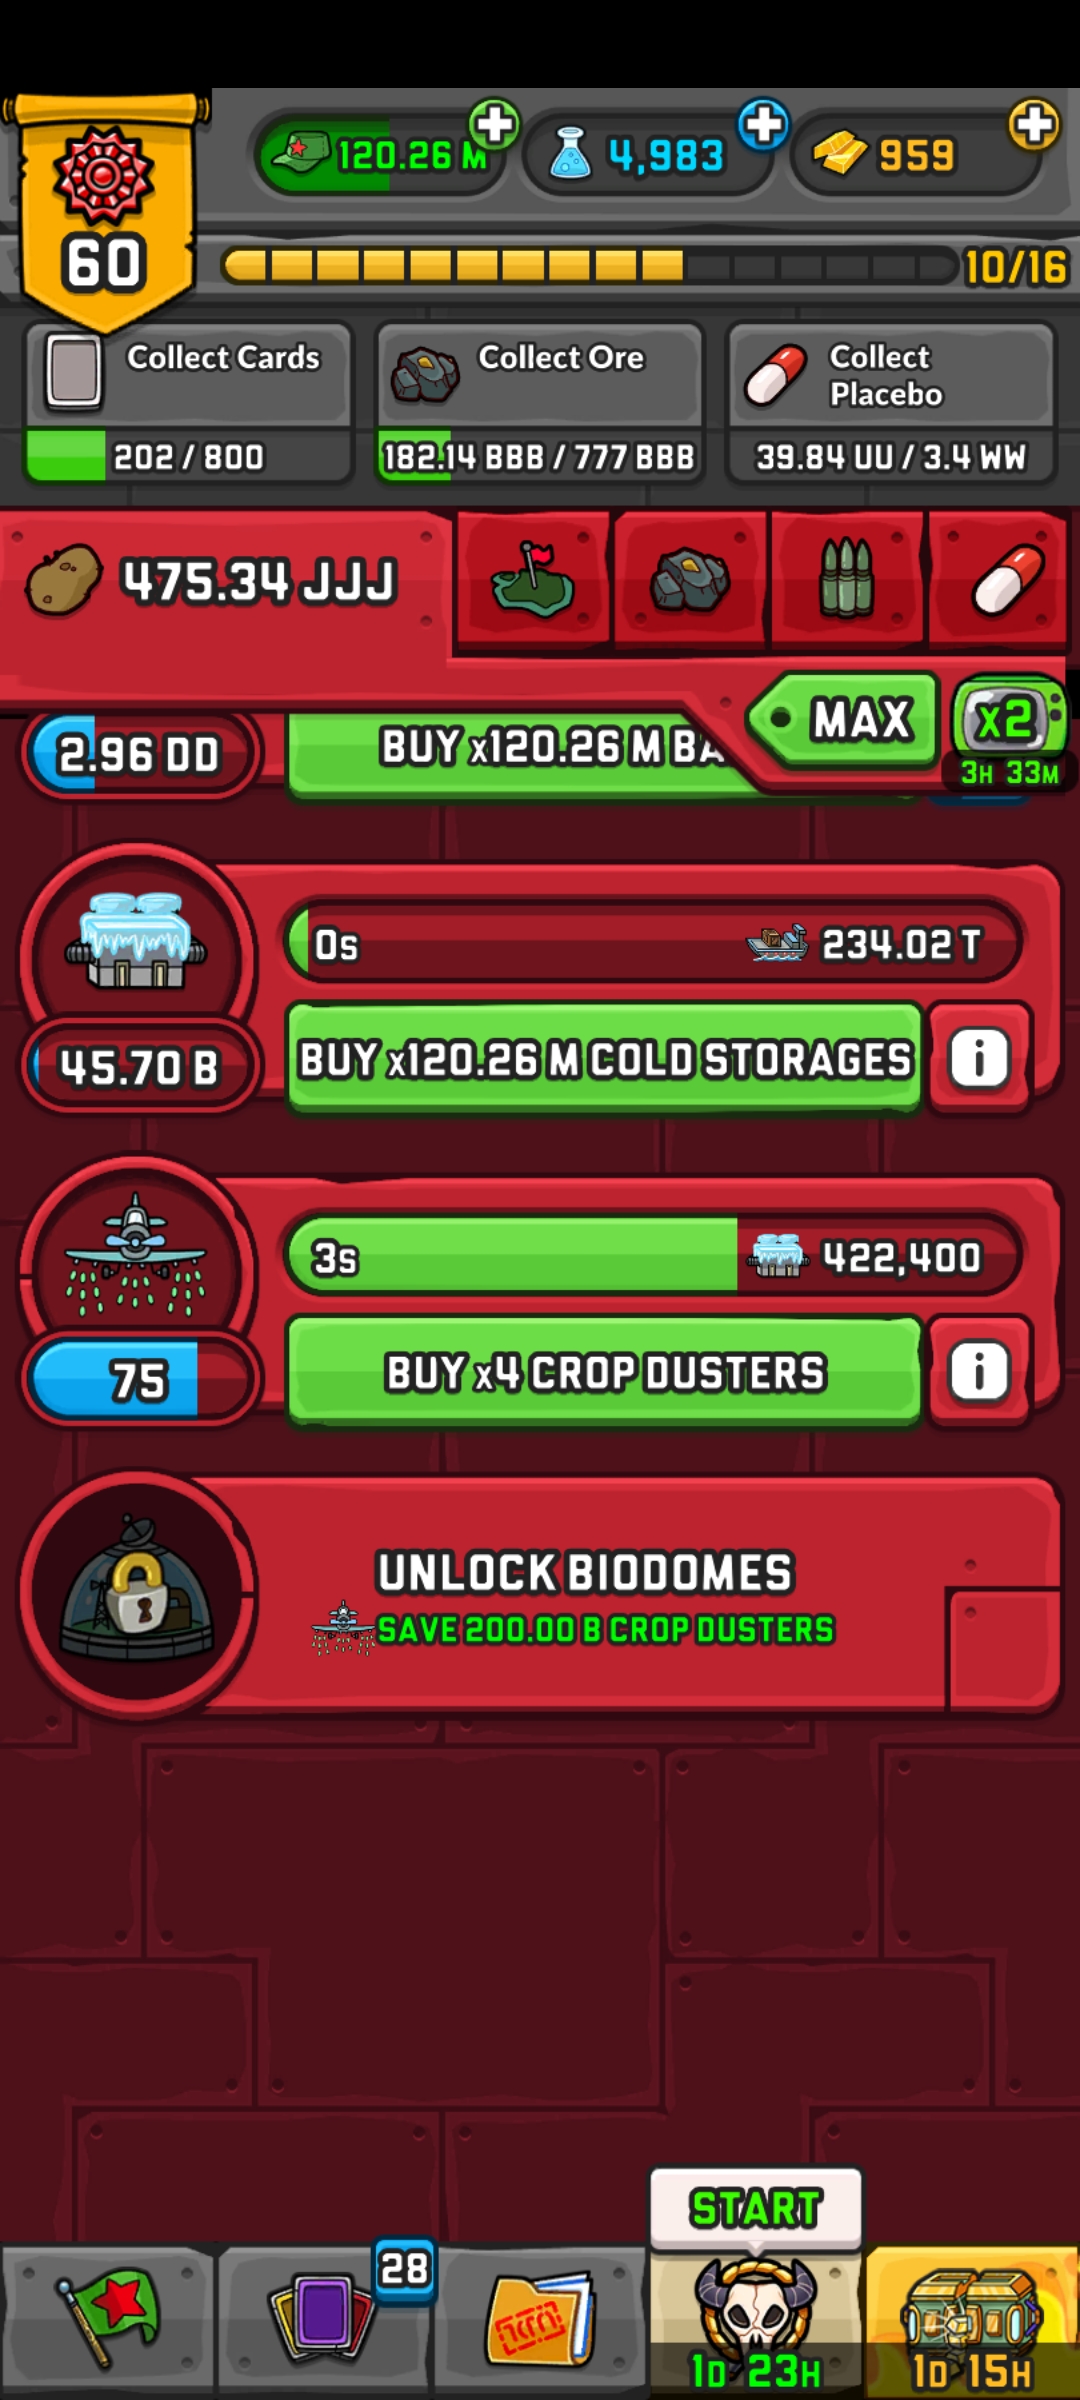 120.26 M
4,983
959
60
10/16
Collect Cards
202 / 800
Collect Ore
182.14 BBB / 777 BBB
Collect
Placebo
39.84 UU / 3.4 WW
475.34 JJJ
MAX
x2
3H 33M
2.96 DD
BUY x120.26 M BA
0s
234.02 T
45.70 B
BUY x120.26 M COLD STORAGES
i
3s
422,400
75
BUY x4 CROP DUSTERS
i
UNLOCK BIODOMES
SAVE 200.00 B CROP DUSTERS
START
28
1D 23H
1D 15H